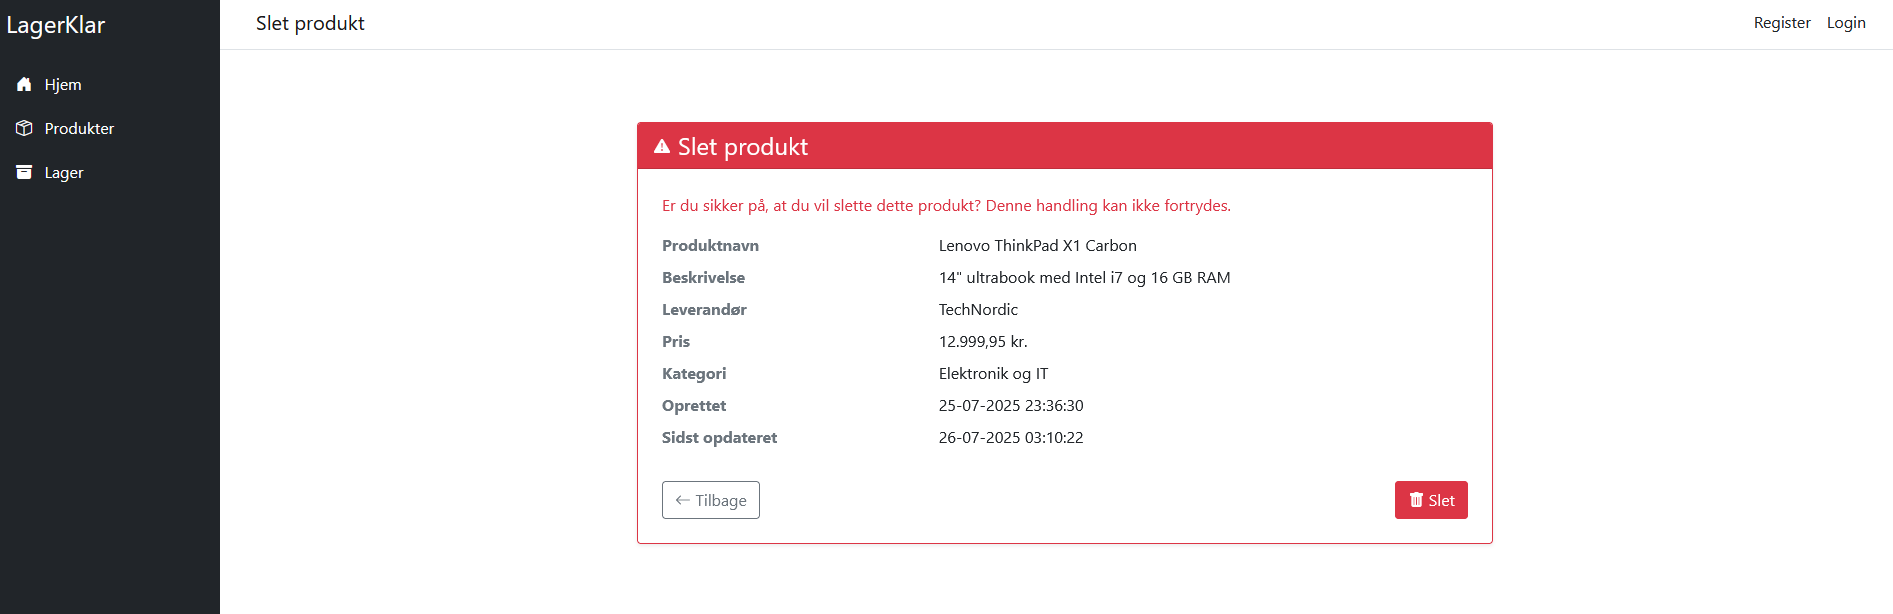 LagerKlar
Slet produkt
Register Login
Hjem
Produkter
Lager
Slet produkt
Er du sikker på, at du vil slette dette produkt? Denne handling kan ikke fortrydes.
Produktnavn Lenovo ThinkPad X1 Carbon
Beskrivelse 14" ultrabook med Intel i7 og 16 GB RAM
Leverandør TechNordic
Pris 12.999,95 kr.
Kategori Elektronik og IT
Oprettet 25-07-2025 23:36:30
Sidst opdateret 26-07-2025 03:10:22
← Tilbage Slet